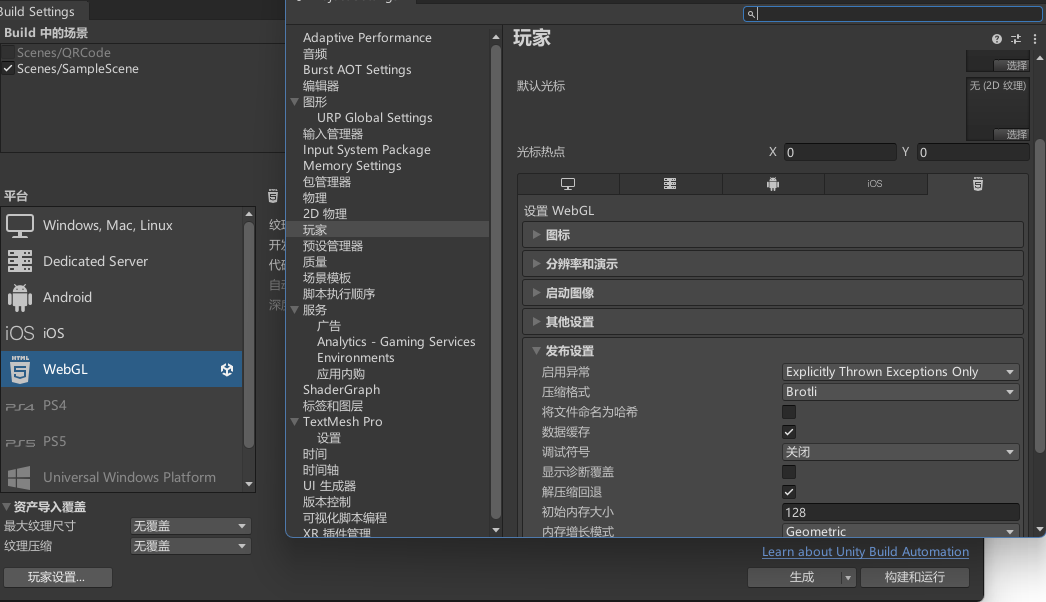 Build Settings
Build 中的场景
Scenes/QRCode
Scenes/SampleScene
平台
Windows, Mac, Linux
Dedicated Server
Android
iOS iOS
HTML
WebGL
PS4
PS5
Universal Windows Platform
资产导入覆盖
最大纹理尺寸 无覆盖
纹理压缩 无覆盖
玩家设置...
开发
代码
自动
深度
Adaptive Performance
音频
Burst AOT Settings
编辑器
图形
URP Global Settings
输入管理器
Input System Package
Memory Settings
包管理器
物理
2D 物理
玩家
预设管理器
质量
场景模板
脚本执行顺序
服务
广告
Analytics - Gaming Services
Environments
应用内购
ShaderGraph
标签和图层
TextMesh Pro
设置
时间
时间轴
UI 生成器
版本控制
可视化脚本编程
XR 插件管理
玩家
选择
默认光标
无 (2D 纹理)
选择
光标热点 X 0 Y 0
iOS
设置 WebGL
图标
分辨率和演示
启动图像
其他设置
发布设置
启用异常 Explicitly Thrown Exceptions Only
压缩格式 Brotli
将文件命名为哈希
数据缓存
调试符号 关闭
显示诊断覆盖
解压缩回退
初始内存大小 128
内存增长模式 Geometric
Learn about Unity Build Automation
生成 构建和运行